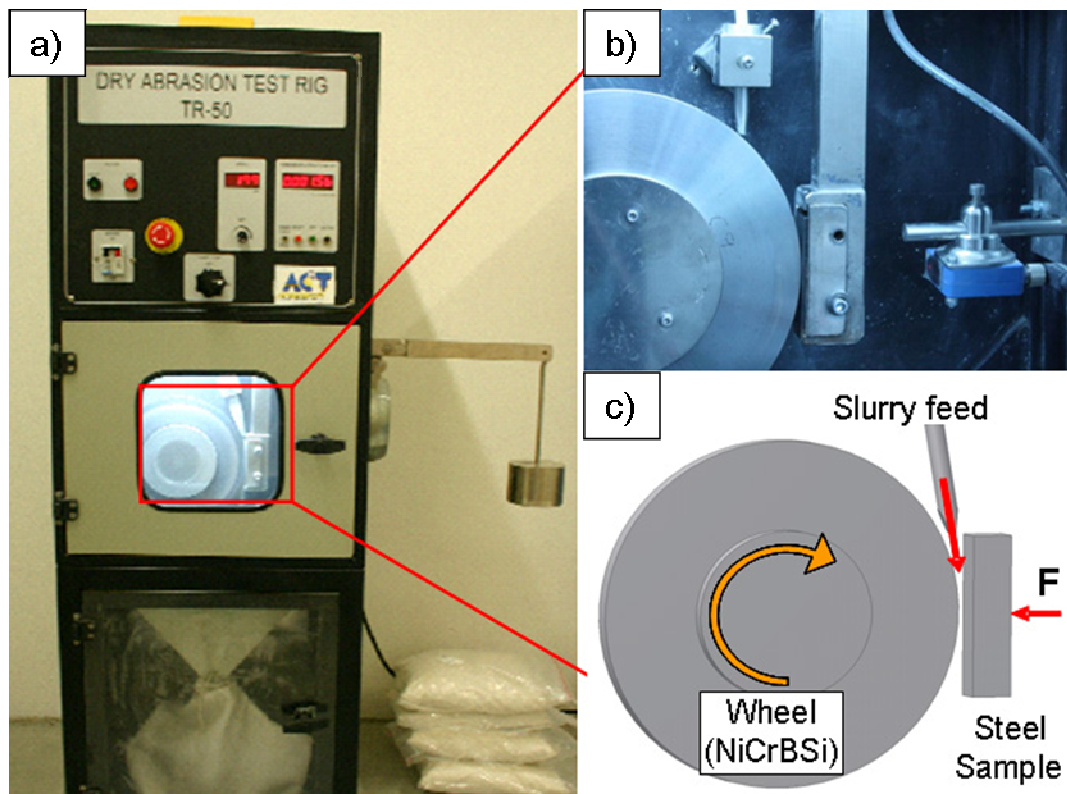 a)
DRY ABRASION TEST RIG
TR-50
ACT
b)
c)
Slurry feed
F
Wheel
(NiCrBSi)
Steel
Sample